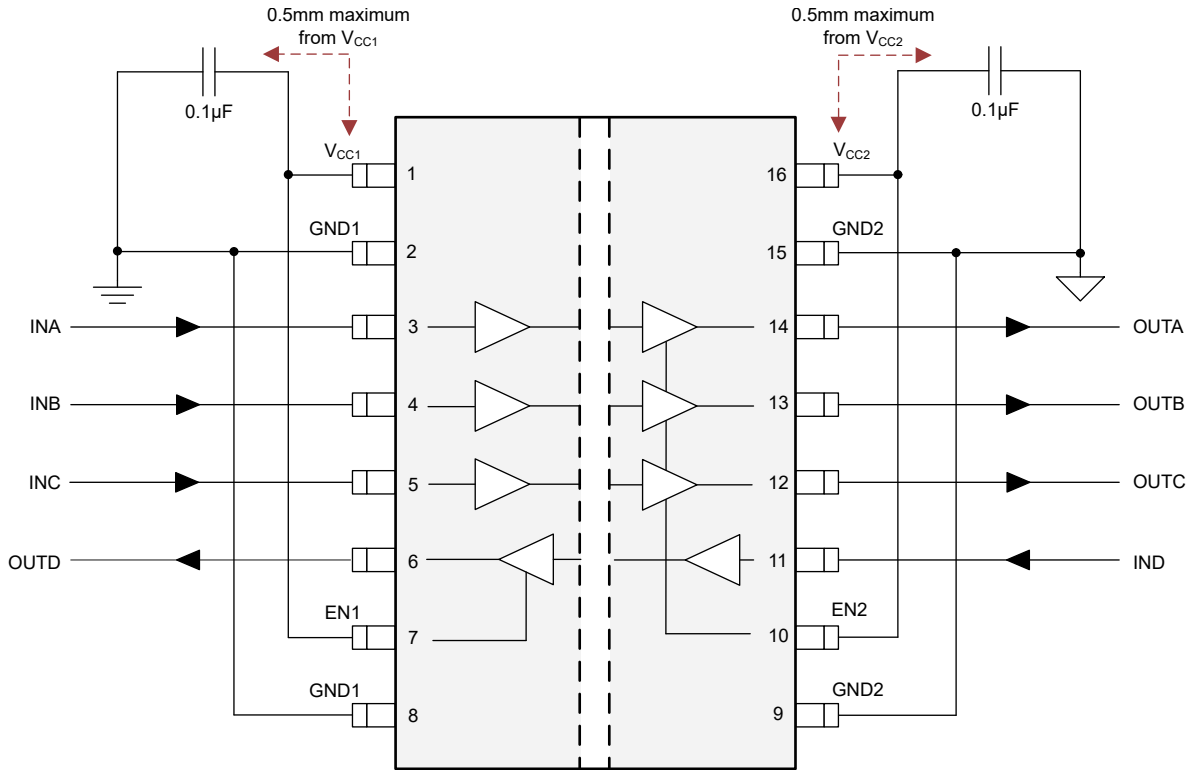 0.5mm maximum
from VCC1
0.5mm maximum
from VCC2
0.1µF
0.1µF
VCC1
VCC2
1
16
GND1
GND2
2
15
INA
3
14
OUTA
INB
4
13
OUTB
INC
5
12
OUTC
OUTD
6
11
IND
EN1
EN2
7
10
GND1
GND2
8
9